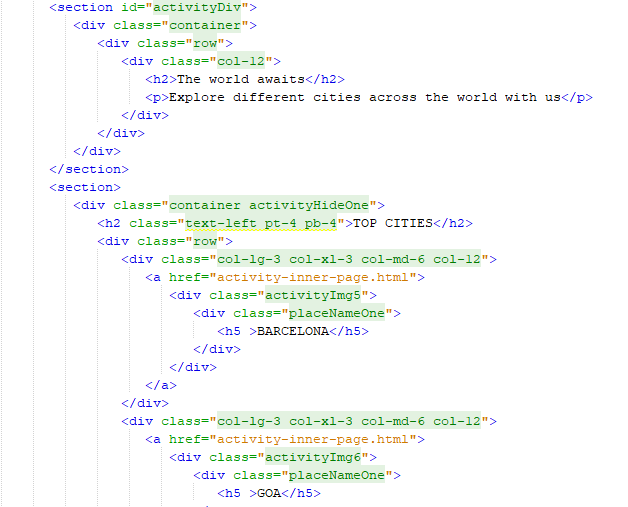 <section id="activityDiv">
<div class="container">
<div class="row">
<div class="col-12">
<h2>The world awaits</h2>
<p>Explore different cities across the world with us</p>
</div>
</div>
</div>
</section>
<section>
<div class="container activityHideOne">
<h2 class="text-left pt-4 pb-4">TOP CITIES</h2>
<div class="row">
<div class="col-lg-3 col-xl-3 col-md-6 col-12">
<a href="activity-inner-page.html">
<div class="activityImg5">
<div class="placeNameOne">
<h5 >BARCELONA</h5>
</div>
</div>
</a>
</div>
<div class="col-lg-3 col-xl-3 col-md-6 col-12">
<a href="activity-inner-page.html">
<div class="activityImg6">
<div class="placeNameOne">
<h5 >GOA</h5>